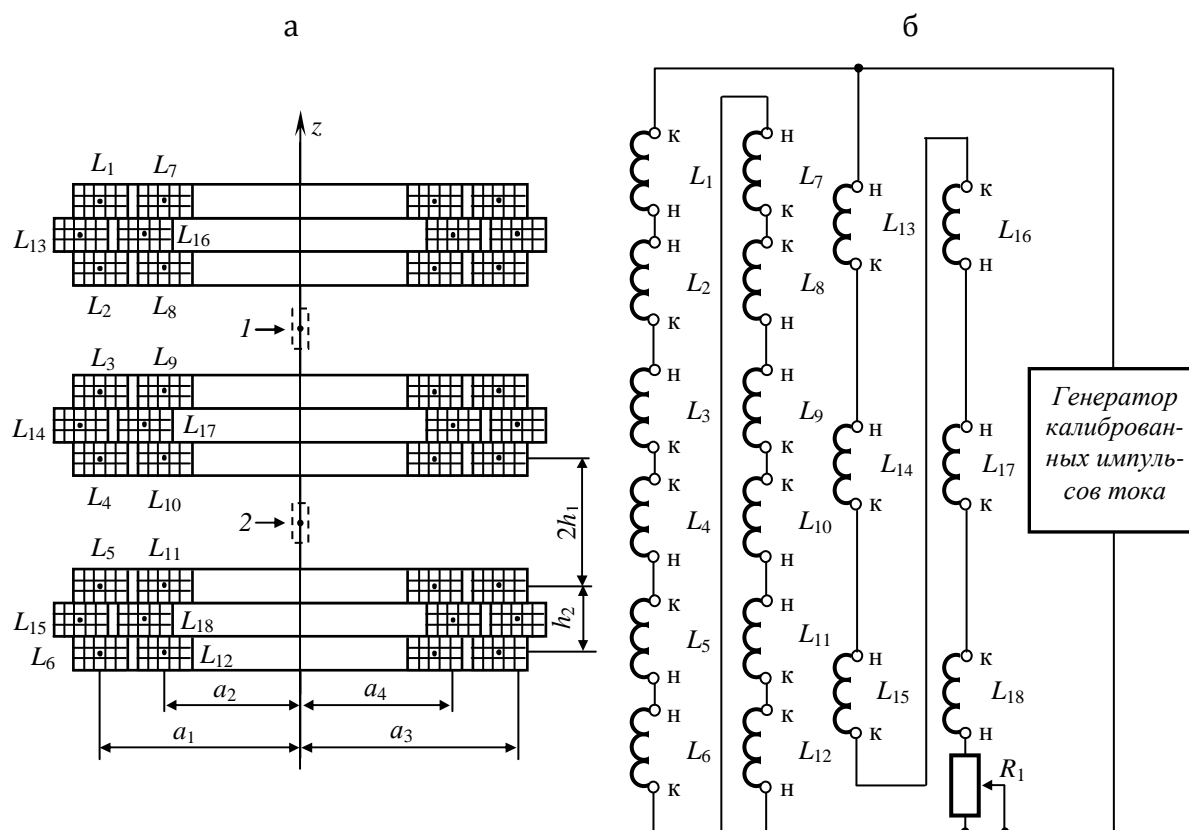 а
б
z
L1
L7
L13
L16
L2
L8
1
L3
L9
L14
L17
L4
L10
2
2h1
L5
L11
L15
L18
h2
L6
L12
a2
a4
a1
a3
к
L1
н
н
L2
к
н
L3
к
к
L4
н
к
L5
н
н
L6
к
н
L7
к
к
L8
н
н
L9
к
к
L10
н
н
L11
к
к
L12
н
н
L13
к
н
L14
к
н
L15
к
к
L16
н
к
L17
н
к
L18
н
R1
Генератор
калиброван-
ных импуль-
сов тока